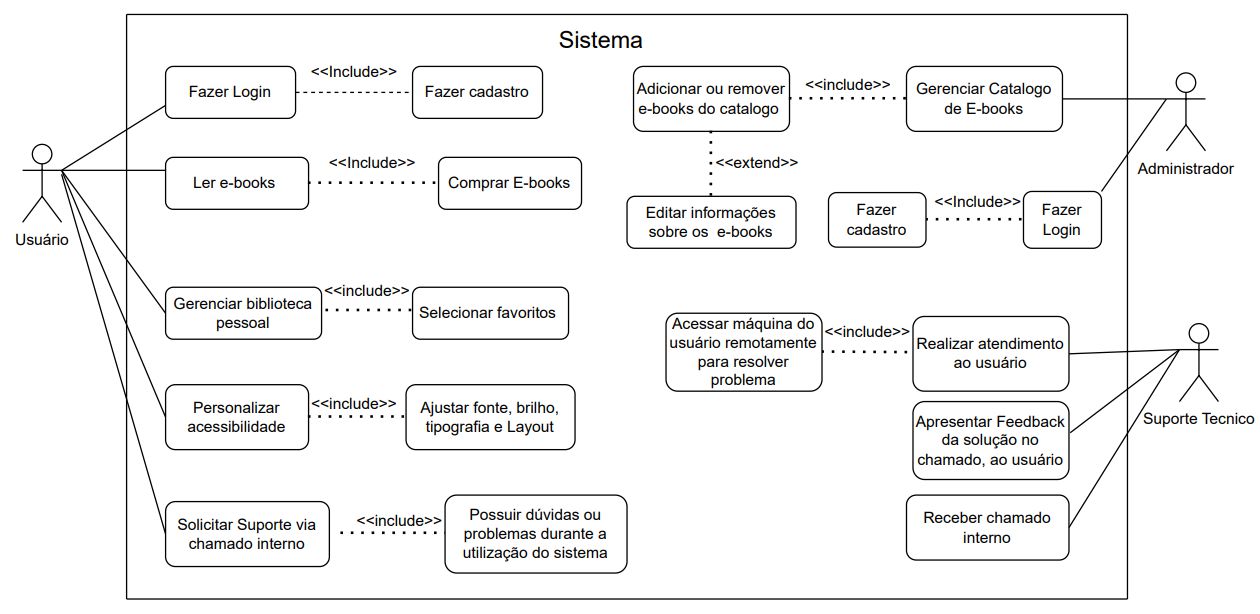 Sistema
Fazer Login
<<Include>>
Fazer cadastro
Ler e-books
<<Include>>
Comprar E-books
Usuário
Gerenciar biblioteca
pessoal
<<include>>
Selecionar favoritos
Personalizar
acessibilidade
<<include>>
Ajustar fonte, brilho,
tipografia e Layout
Solicitar Suporte via
chamado interno
<<include>>
Possuir dúvidas ou
problemas durante a
utilização do sistema
Adicionar ou remover
e-books do catalogo
<<include>>
Gerenciar Catalogo
de E-books
Administrador
<<extend>>
Editar informações
sobre os e-books
Fazer
cadastro
<<Include>>
Fazer
Login
Acessar máquina do
usuário remotamente
para resolver
problema
<<include>>
Realizar atendimento
ao usuário
Suporte Tecnico
Apresentar Feedback
da solução no
chamado, ao usuário
Receber chamado
interno